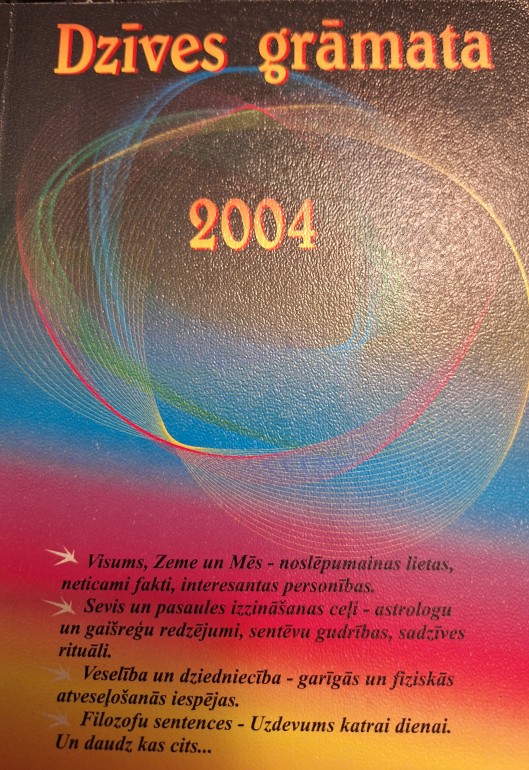 Dzīves grāmata
2004
Visums, Zeme un Mēs - noslēpumainas lietas,
neticami fakti, interesantas personības.
Sevis un pasaules izzināšanas ceļi - astrologu
un gaišreģu redzējumi, sentēvu gudrības, sadzīves
rituāli.
Veselība un dziedniecība - garīgās un fiziskās
atveseļošanās iespējas.
Filozofu sentences - Uzdevums katrai dienai.
Un daudz kas cits...